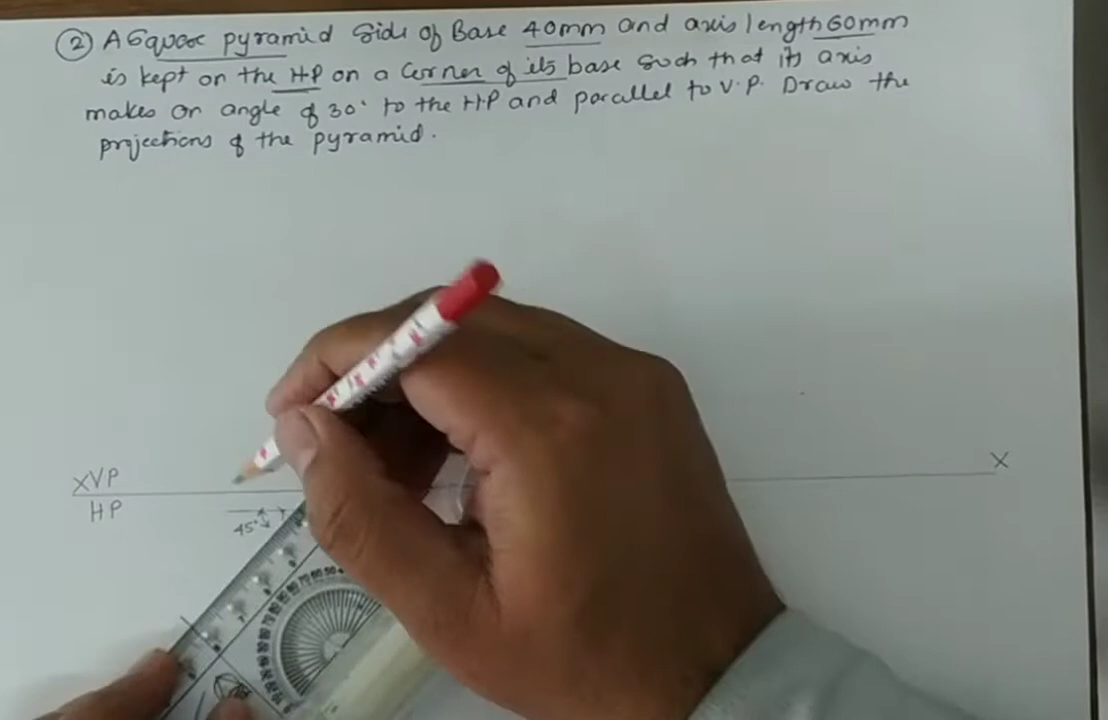 ② A Square pyramid Side of Base 40mm and axis length 60mm
is kept on the HP on a Corner of its base Such that its axis
makes an angle of 30° to the H.P and parallel to V.P. Draw the
projections of the pyramid.
X VP X
HP
45°